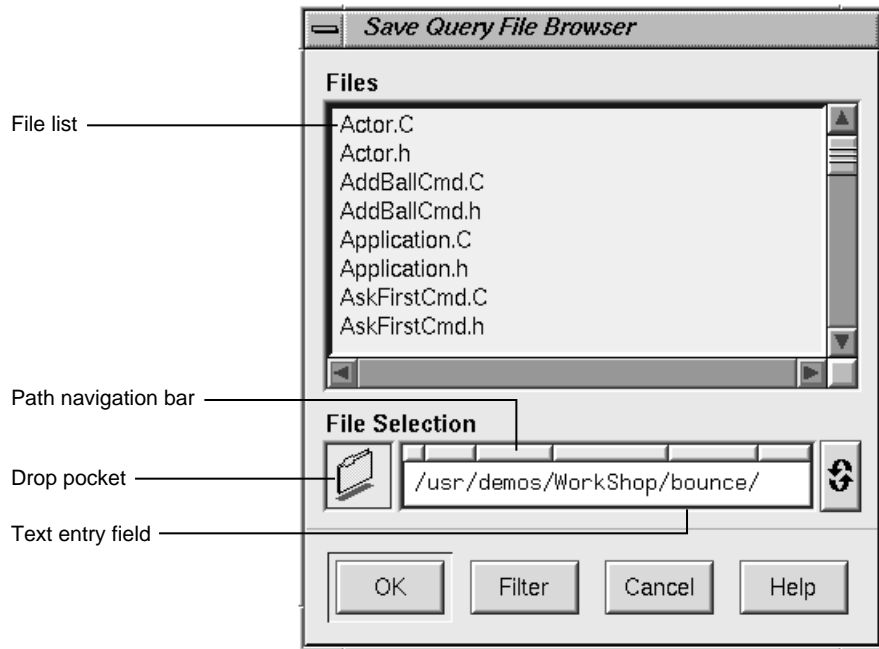 Save Query File Browser
Files
File list
Actor.C
Actor.h
AddBallCmd.C
AddBallCmd.h
Application.C
Application.h
AskFirstCmd.C
AskFirstCmd.h
Path navigation bar
File Selection
Drop pocket
/usr/demos/WorkShop/bounce/
Text entry field
OK Filter Cancel Help